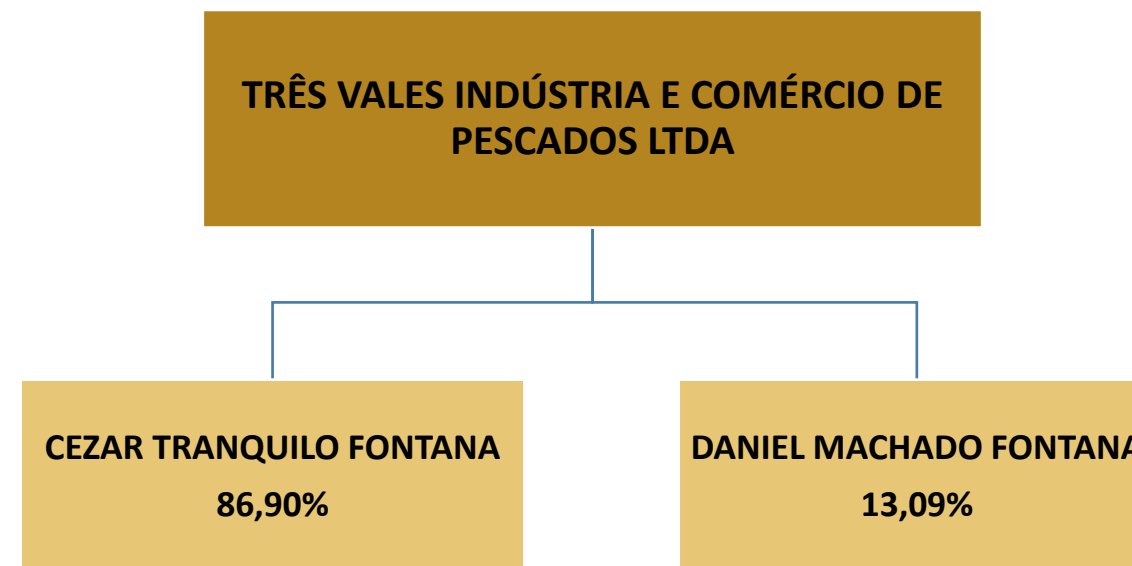 TRÊS VALES INDÚSTRIA E COMÉRCIO DE
PESCADOS LTDA
CEZAR TRANQUILO FONTANA
86,90%
DANIEL MACHADO FONTANA
13,09%